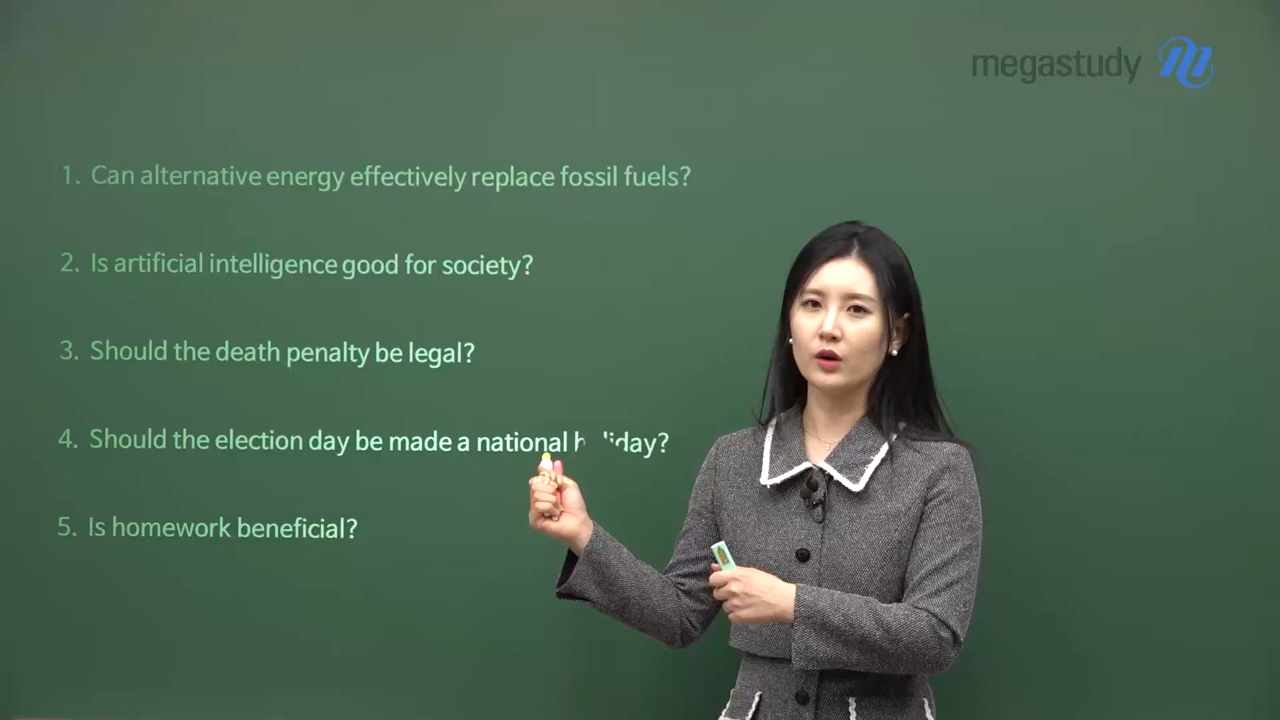 megastudy
1. Can alternative energy effectively replace fossil fuels?
2. Is artificial intelligence good for society?
3. Should the death penalty be legal?
4. Should the election day be made a national holiday?
5. Is homework beneficial?